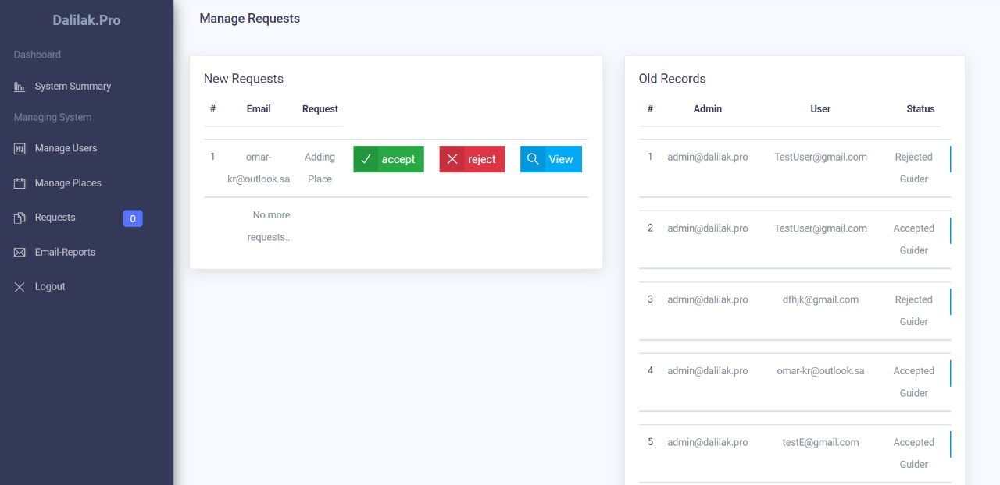 Dalilak.Pro
Dashboard
System Summary
Managing System
Manage Users
Manage Places
Requests 0
Email-Reports
Logout
Manage Requests
New Requests
# Email Request
1 omar- Adding accept reject View
kr@outlook.sa Place
No more
requests..
Old Records
# Admin User Status
1 admin@dalilak.pro TestUser@gmail.com Rejected
Guider
2 admin@dalilak.pro TestUser@gmail.com Accepted
Guider
3 admin@dalilak.pro dfhjk@gmail.com Rejected
Guider
4 admin@dalilak.pro omar-kr@outlook.sa Accepted
Guider
5 admin@dalilak.pro testE@gmail.com Accepted
Guider